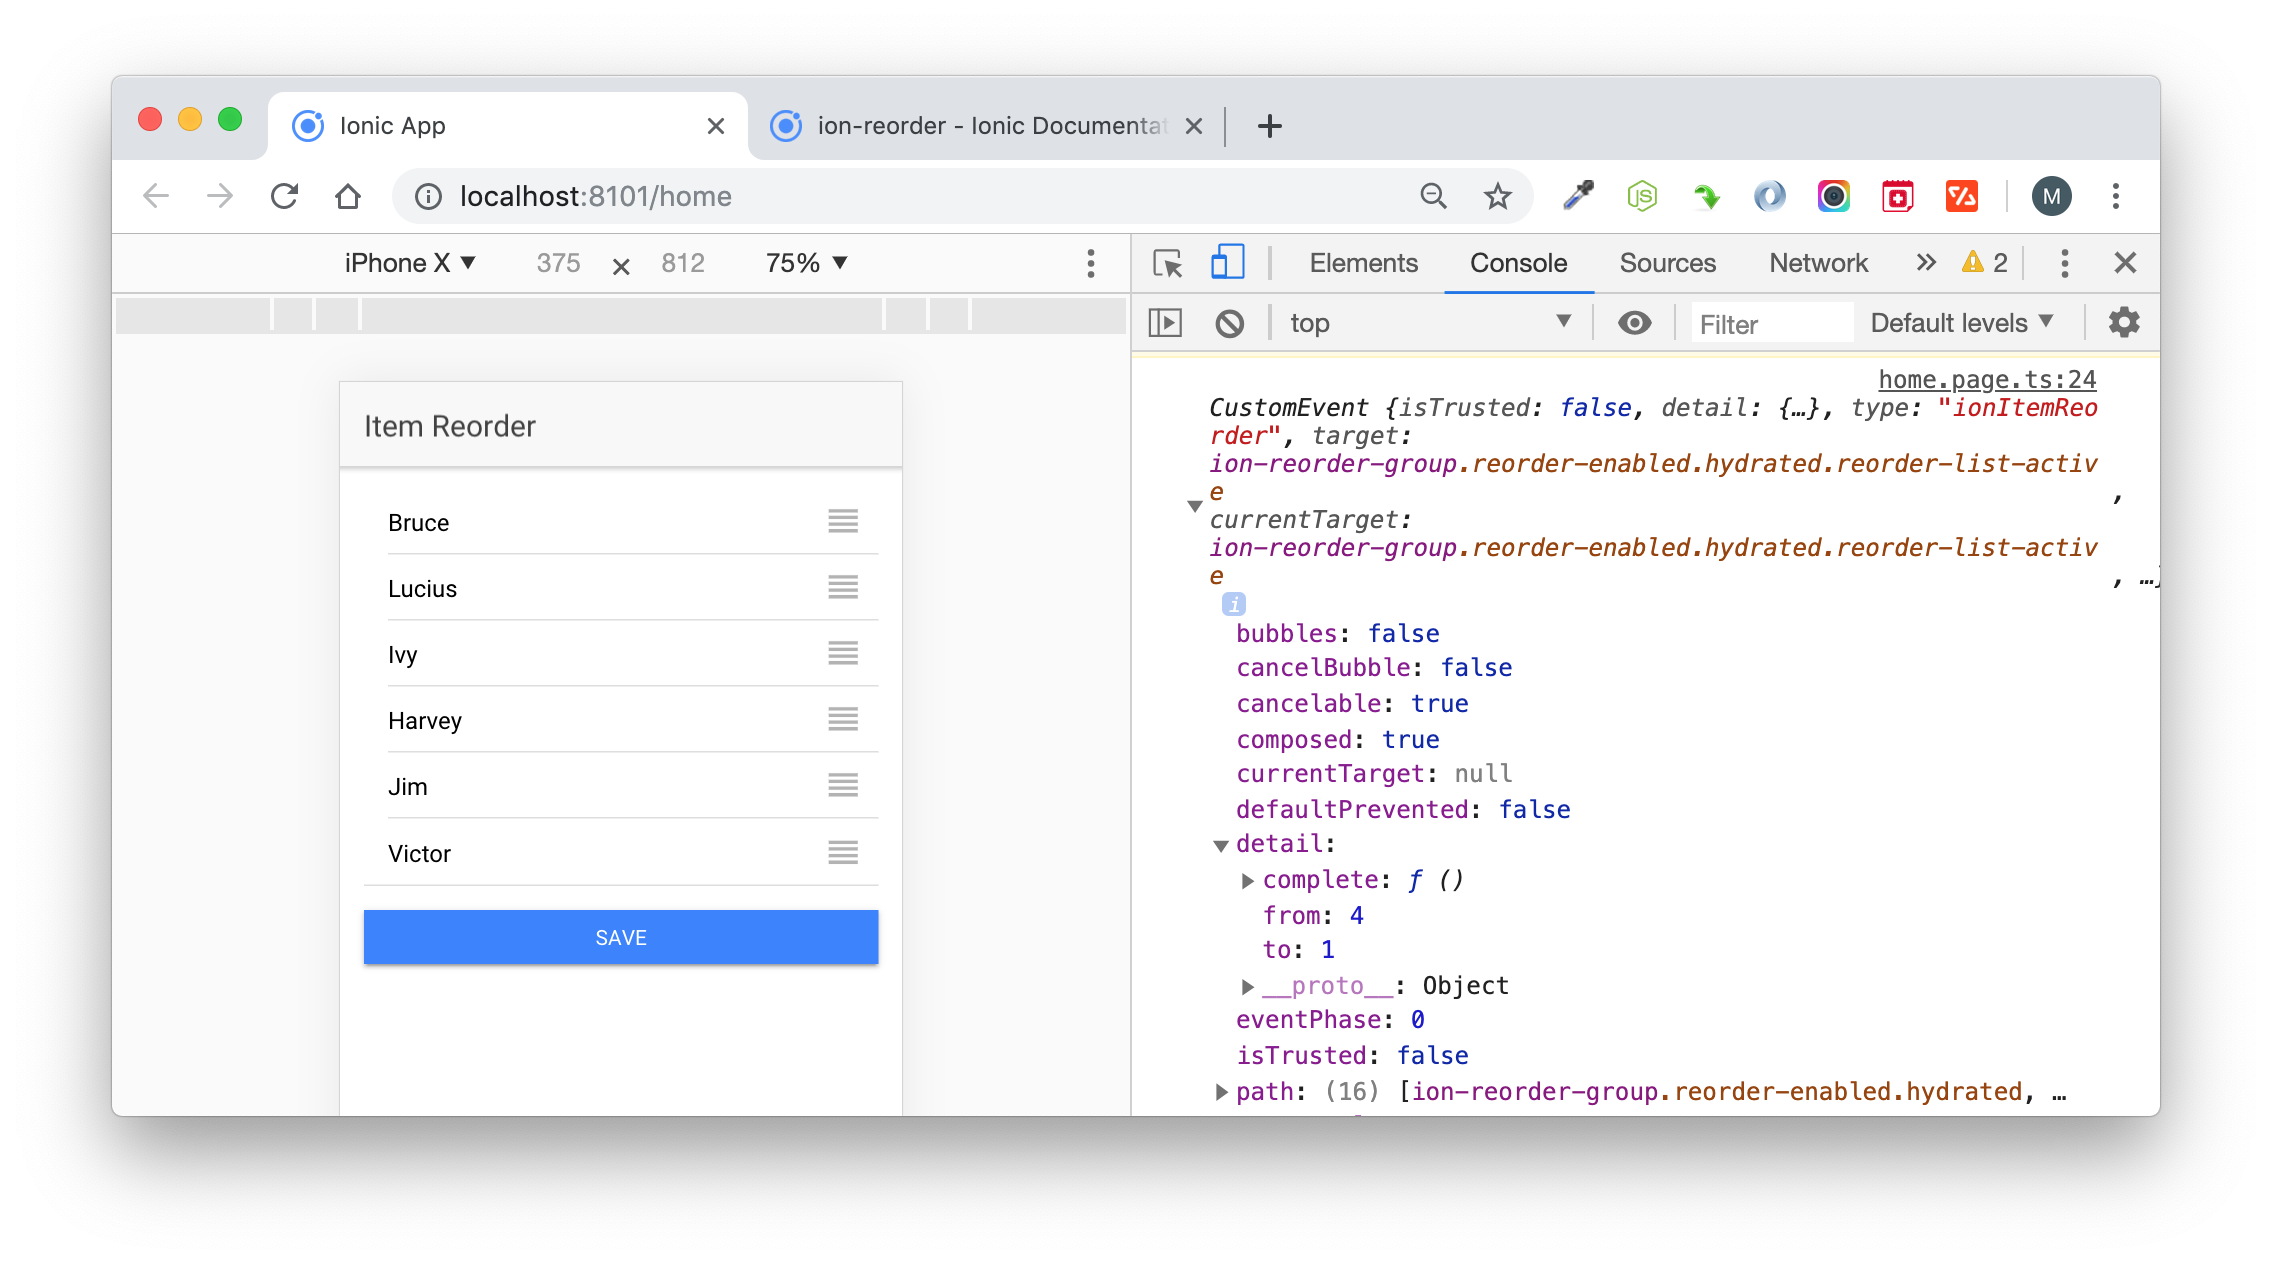 Ionic App
ion-reorder - Ionic Documentat
localhost:8101/home
M
iPhone X ▼ 375 × 812 75% ▼
Elements Console Sources Network » 2
top ▼ Filter Default levels ▼
Item Reorder
Bruce
Lucius
Ivy
Harvey
Jim
Victor
SAVE
home.page.ts:24
CustomEvent {isTrusted: false, detail: {…}, type: "ionItemReo
rder", target:
ion-reorder-group.reorder-enabled.hydrated.reorder-list-activ
e ,
currentTarget:
ion-reorder-group.reorder-enabled.hydrated.reorder-list-activ
e , …}
i
bubbles: false
cancelBubble: false
cancelable: true
composed: true
currentTarget: null
defaultPrevented: false
detail:
complete: ƒ ()
from: 4
to: 1
__proto__: Object
eventPhase: 0
isTrusted: false
path: (16) [ion-reorder-group.reorder-enabled.hydrated, …